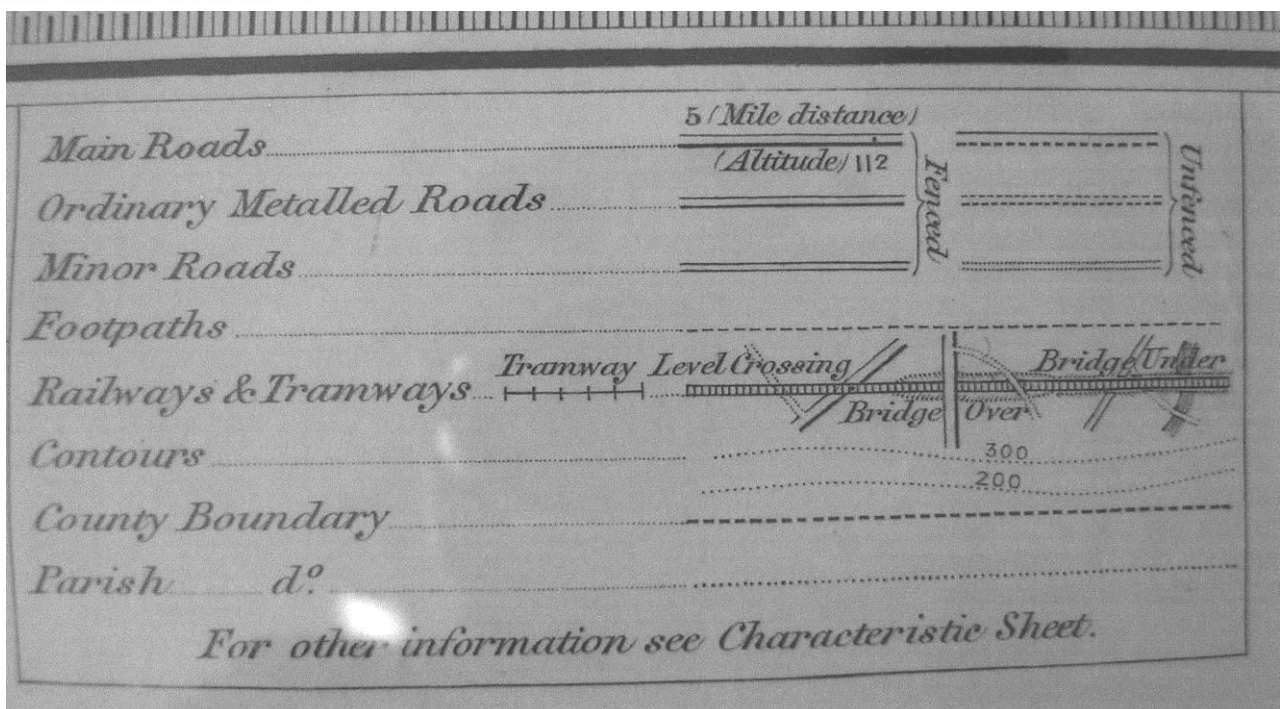 5 (Mile distance)
Main Roads
(Altitude) 112
Fenced
Unfenced
Ordinary Metalled Roads
Minor Roads
Footpaths
Railways & Tramways
Tramway
Level Crossing
Bridge Under
Bridge Over
Contours
300
200
County Boundary
Parish dº.
For other information see Characteristic Sheet.